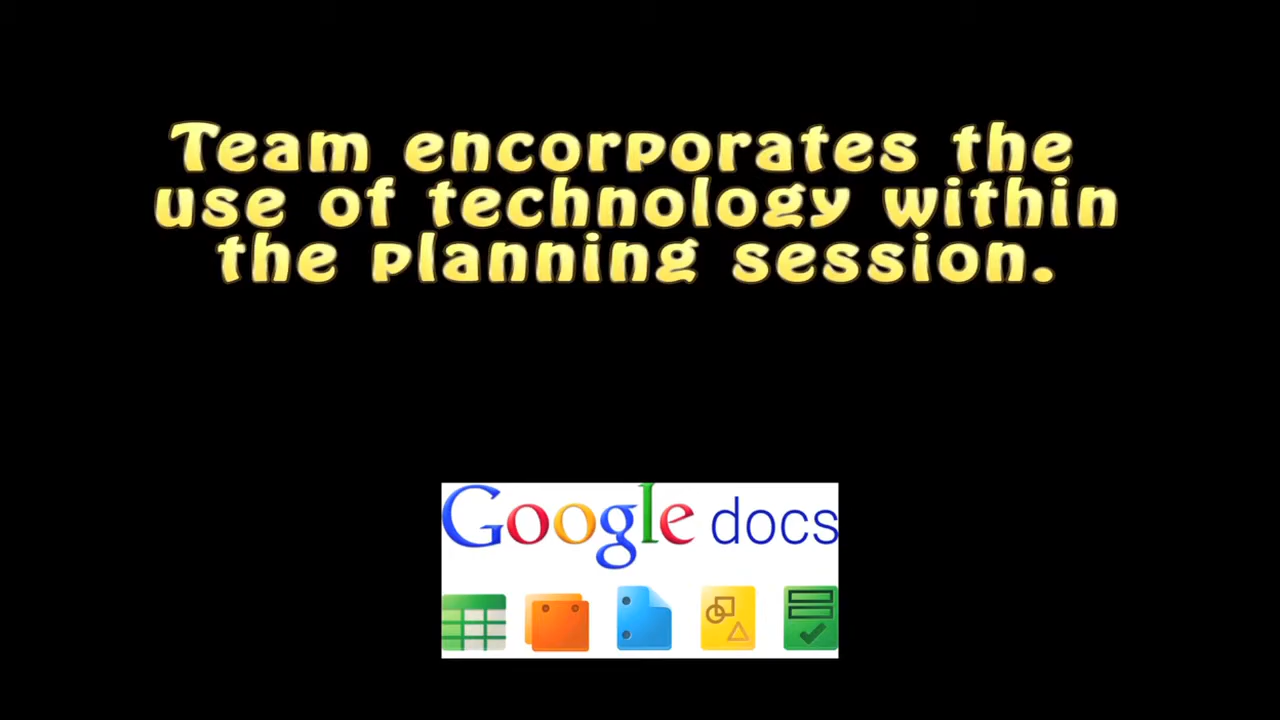 Team encorporates the
use of technology within
the planning session.
Google docs